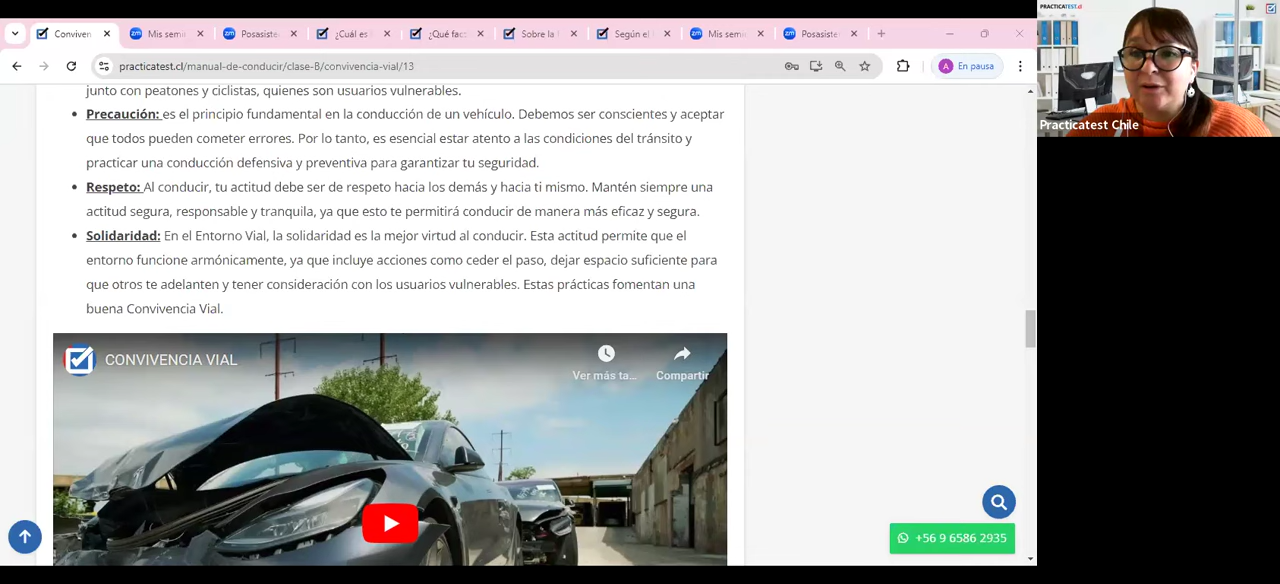 Conviven
Mis semi
Posasiste
¿Cuál es
¿Qué fac
Sobre la
Según el
Mis semi
Posasiste
practicatest.cl/manual-de-conducir/clase-B/convivencia-vial/13
A En pausa
PRACTICATEST.cl
Practicatest Chile
junto con peatones y ciclistas, quienes son usuarios vulnerables.
Precaución: es el principio fundamental en la conducción de un vehículo. Debemos ser conscientes y aceptar
que todos pueden cometer errores. Por lo tanto, es esencial estar atento a las condiciones del tránsito y
practicar una conducción defensiva y preventiva para garantizar tu seguridad.
Respeto: Al conducir, tu actitud debe ser de respeto hacia los demás y hacia ti mismo. Mantén siempre una
actitud segura, responsable y tranquila, ya que esto te permitirá conducir de manera más eficaz y segura.
Solidaridad: En el Entorno Vial, la solidaridad es la mejor virtud al conducir. Esta actitud permite que el
entorno funcione armónicamente, ya que incluye acciones como ceder el paso, dejar espacio suficiente para
que otros te adelanten y tener consideración con los usuarios vulnerables. Estas prácticas fomentan una
buena Convivencia Vial.
CONVIVENCIA VIAL
Ver más ta...
Compartir
+56 9 6586 2935